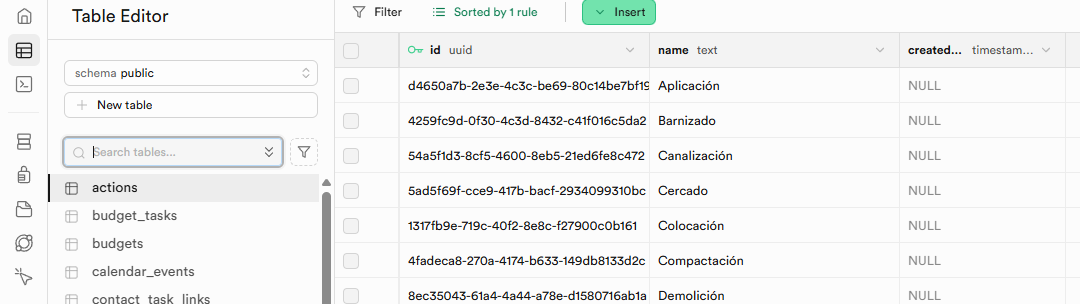 Table Editor
schema public
New table
Search tables...
actions
budget_tasks
budgets
calendar_events
contact_task_links
Filter Sorted by 1 rule Insert
id uuid name text created... timestam...
d4650a7b-2e3e-4c3c-be69-80c14be7bf19 Aplicación NULL
4259fc9d-0f30-4c3d-8432-c41f016c5da2 Barnizado NULL
54a5f1d3-8cf5-4600-8eb5-21ed6fe8c472 Canalización NULL
5ad5f69f-cce9-417b-bacf-2934099310bc Cercado NULL
1317fb9e-719c-40f2-8e8c-f27900c0b161 Colocación NULL
4fadeca8-270a-4174-b633-149db8133d2c Compactación NULL
8ec35043-61a4-4a44-a78e-d1580716ab1a Demolición NULL